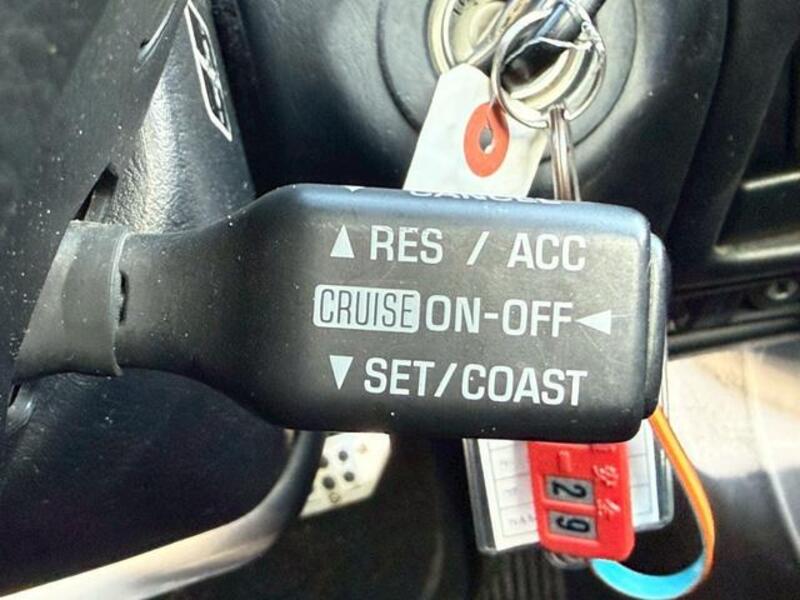 CANCEL
▲ RES / ACC
CRUISE ON-OFF ◀
▼ SET/COAST
29